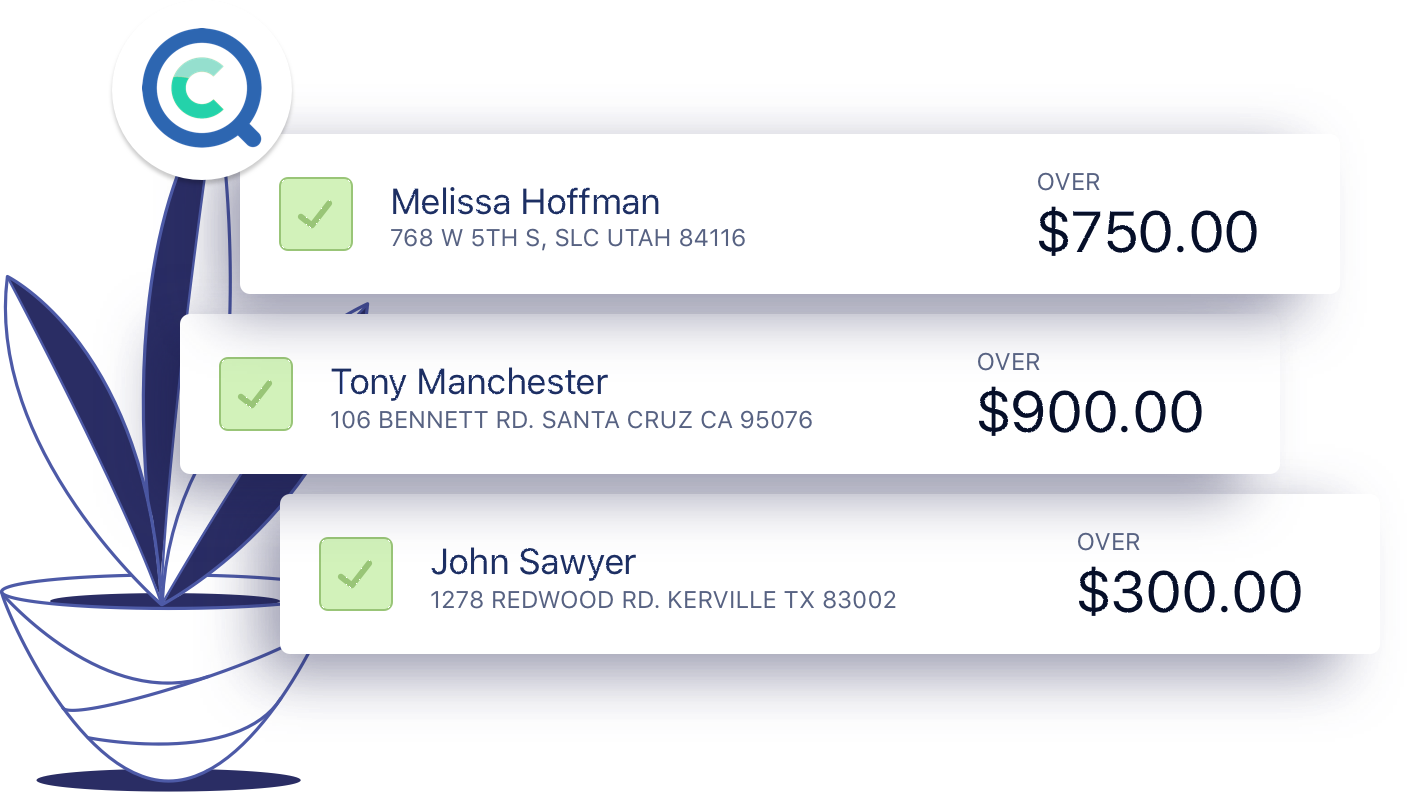 Melissa Hoffman
768 W 5TH S, SLC UTAH 84116
OVER
$750.00
Tony Manchester
106 BENNETT RD. SANTA CRUZ CA 95076
OVER
$900.00
John Sawyer
1278 REDWOOD RD. KERVILLE TX 83002
OVER
$300.00